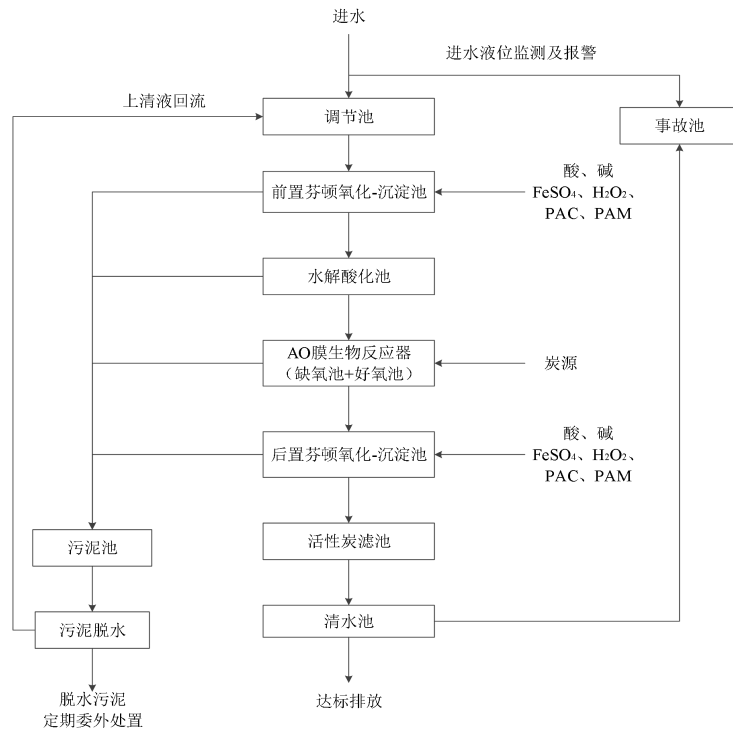 进水
进水液位监测及报警
上清液回流
调节池
事故池
前置芬顿氧化-沉淀池
酸、碱
FeSO₄、H₂O₂、
PAC、PAM
水解酸化池
AO膜生物反应器
（缺氧池+好氧池）
炭源
后置芬顿氧化-沉淀池
酸、碱
FeSO₄、H₂O₂、
PAC、PAM
污泥池
活性炭滤池
污泥脱水
清水池
脱水污泥
定期委外处置
达标排放